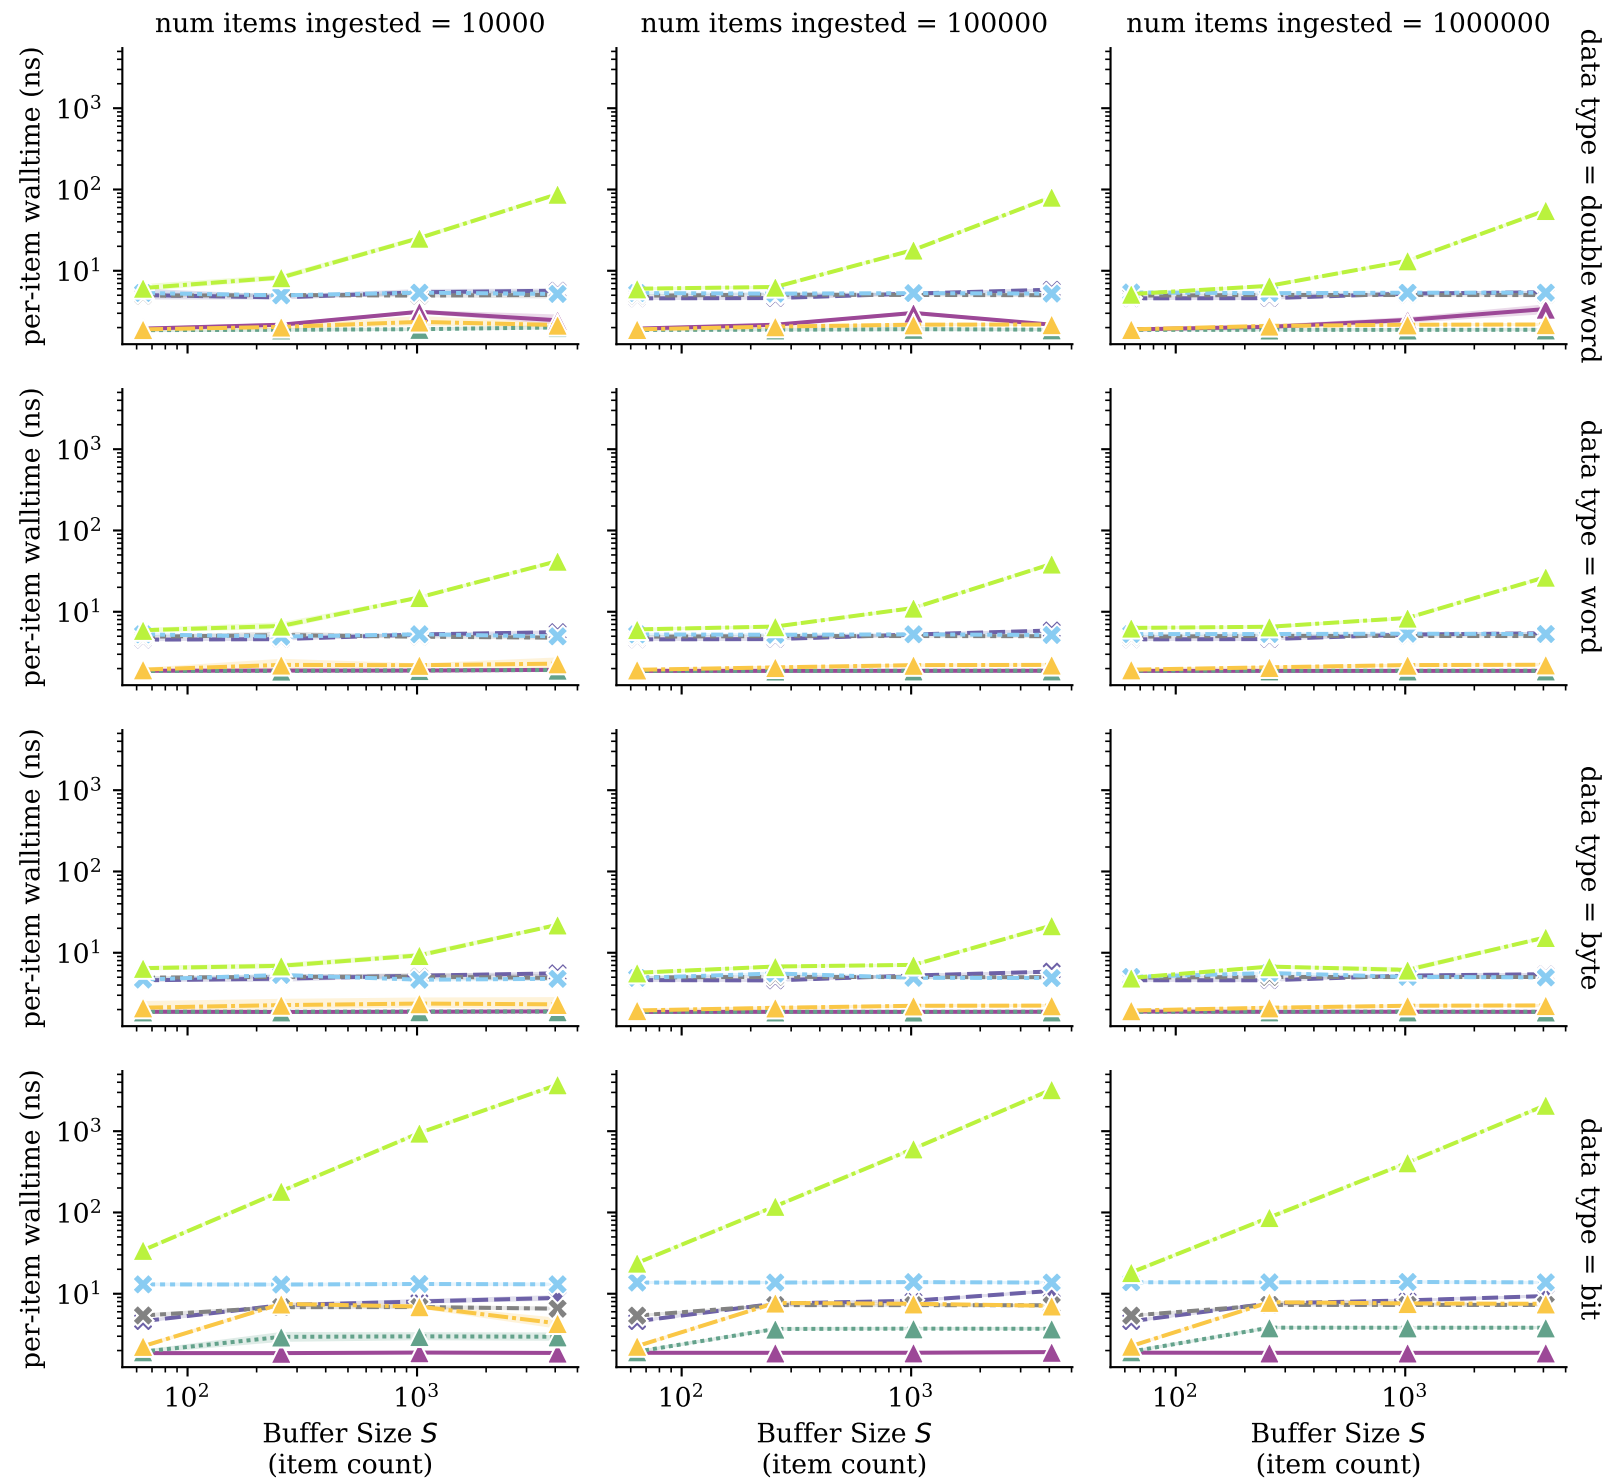 num items ingested = 10000
num items ingested = 100000
num items ingested = 1000000
per-item walltime (ns)
10³
10²
10¹
data type = double word
per-item walltime (ns)
10³
10²
10¹
data type = word
per-item walltime (ns)
10³
10²
10¹
data type = byte
per-item walltime (ns)
10³
10²
10¹
data type = bit
10² 10³
10² 10³
10² 10³
Buffer Size S
(item count)
Buffer Size S
(item count)
Buffer Size S
(item count)